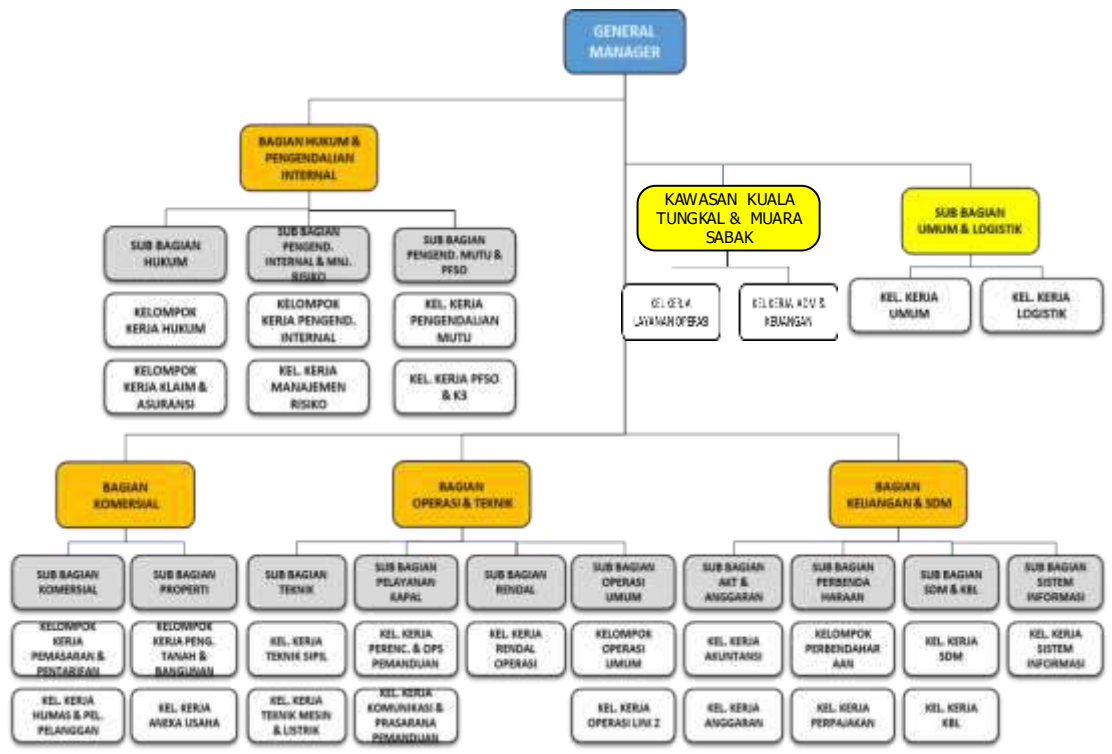 GENERAL
MANAGER
BAGIAN HUKUM &
PENGENDALIAN
INTERNAL
KAWASAN KUALA
TUNGKAL & MUARA
SABAK
SUB BAGIAN
UMUM & LOGISTIK
SUB BAGIAN
HUKUM
SUB BAGIAN
PENGEND.
INTERNAL & MNJ.
RISIKO
SUB BAGIAN
PENGEND. MUTU &
PFSO
KELOMPOK
KERJA HUKUM
KELOMPOK
KERJA PENGEND.
INTERNAL
KEL. KERJA
PENGENDALIAN
MUTU
KEL. KERJA
LAYANAN OPERASI
KEL. KERJA ADM &
KEUANGAN
KEL. KERJA
UMUM
KEL. KERJA
LOGISTIK
KELOMPOK
KERJA KLAIM &
ASURANSI
KEL. KERJA
MANAJEMEN
RISIKO
KEL. KERJA PFSO
& K3
BAGIAN
KOMERSIAL
BAGIAN
OPERASI & TEKNIK
BAGIAN
KEUANGAN & SDM
SUB BAGIAN
KOMERSIAL
SUB BAGIAN
PROPERTI
SUB BAGIAN
TEKNIK
SUB BAGIAN
PELAYANAN
KAPAL
SUB BAGIAN
RENDAL
SUB BAGIAN
OPERASI
UMUM
SUB BAGIAN
AKT &
ANGGARAN
SUB BAGIAN
PERBENDA
HARAAN
SUB BAGIAN
SDM & KBL
SUB BAGIAN
SISTEM
INFORMASI
KELOMPOK
KERJA
PEMASARAN &
PENTARIFAN
KELOMPOK
KERJA PENG.
TANAH &
BANGUNAN
KEL. KERJA
TEKNIK SIPIL
KEL. KERJA
PERENC. & OPS
PEMANDUAN
KEL. KERJA
RENDAL
OPERASI
KELOMPOK
OPERASI
UMUM
KEL. KERJA
AKUNTANSI
KELOMPOK
PERBENDAHAR
AAN
KEL. KERJA
SDM
KEL. KERJA
SISTEM
INFORMASI
KEL. KERJA
HUMAS & PEL.
PELANGGAN
KEL. KERJA
ANEKA USAHA
KEL. KERJA
TEKNIK MESIN
& LISTRIK
KEL. KERJA
KOMUNIKASI &
PRASARANA
PEMANDUAN
KEL. KERJA
OPERASI LINI 2
KEL. KERJA
ANGGARAN
KEL. KERJA
PERPAJAKAN
KEL. KERJA
KBL